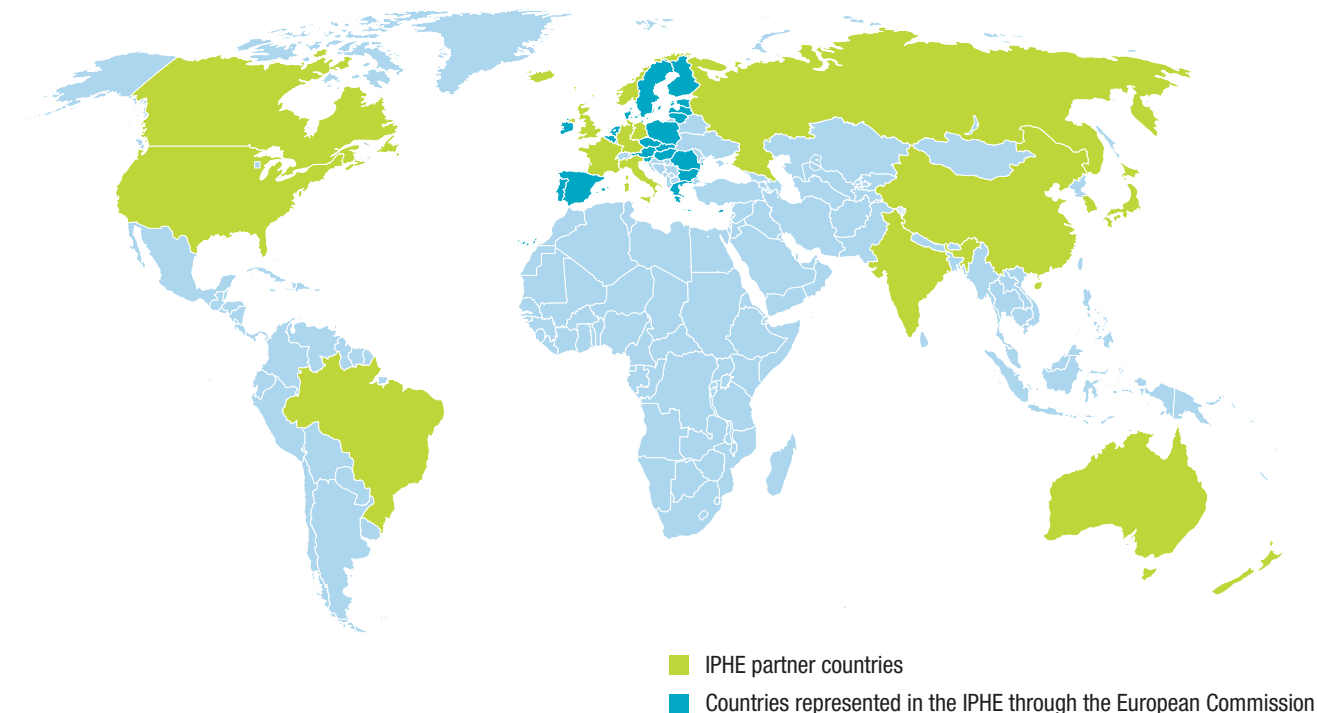 IPHE partner countries
Countries represented in the IPHE through the European Commission